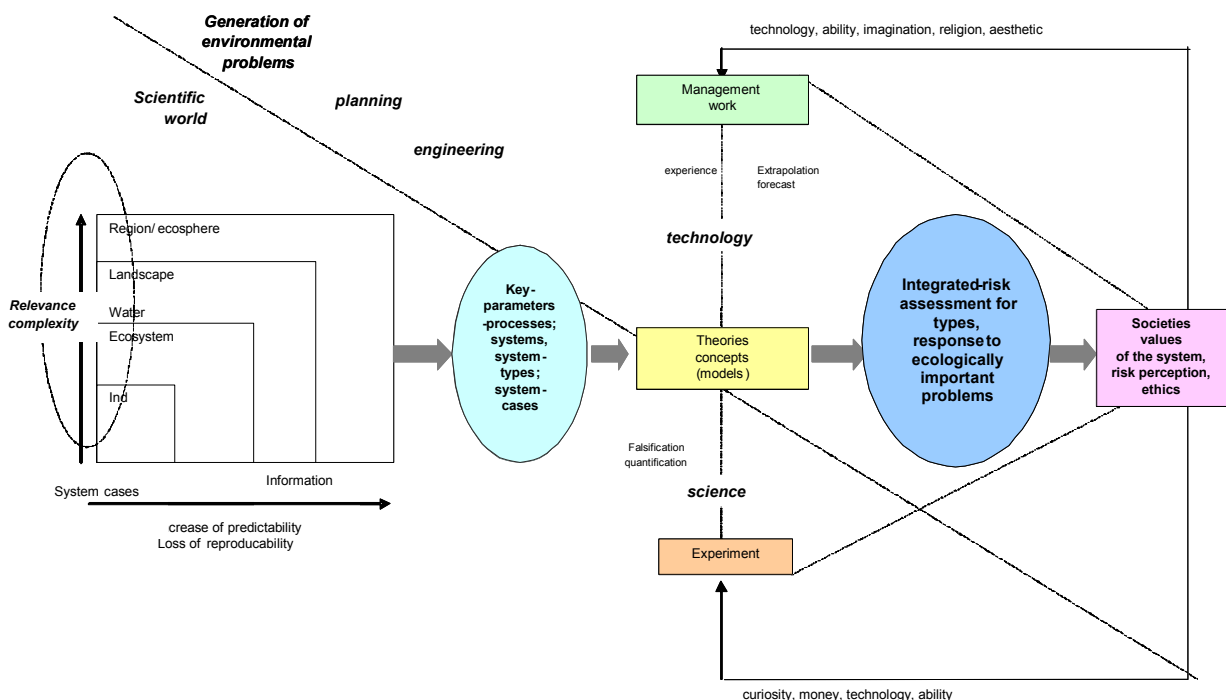 Generation of
environmental
problems
Scientific
world
planning
engineering
technology, ability, imagination, religion, aesthetic
Management
work
experience
Extrapolation
forecast
technology
Region/ ecosphere
Landscape
Water
Ecosystem
Ind
Relevance
complexity
System cases
Information
crease of predictability
Loss of reproducability
Key-
parameters
-processes;
systems,
system-
types;
system-
cases
Theories
concepts
(models)
Integrated-risk
assessment for
types,
response to
ecologically
important
problems
Societies
values
of the system,
risk perception,
ethics
Falsification
quantification
science
Experiment
curiosity, money, technology, ability